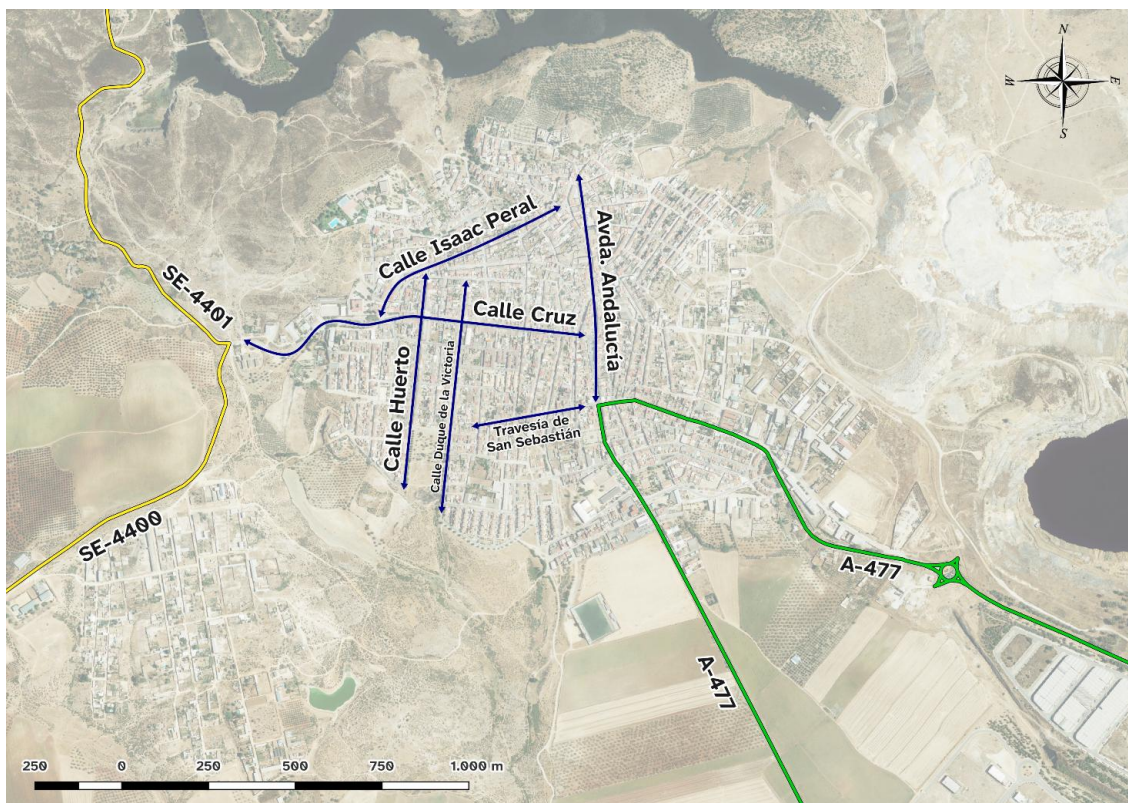 N
W
E
S
Calle Isaac Peral
Avda. Andalucía
SE-4401
Calle Cruz
Calle Huerto
Calle Duque de la Victoria
Travesía de
San Sebastián
SE-4400
A-477
A-477
250 0 250 500 750 1.000 m